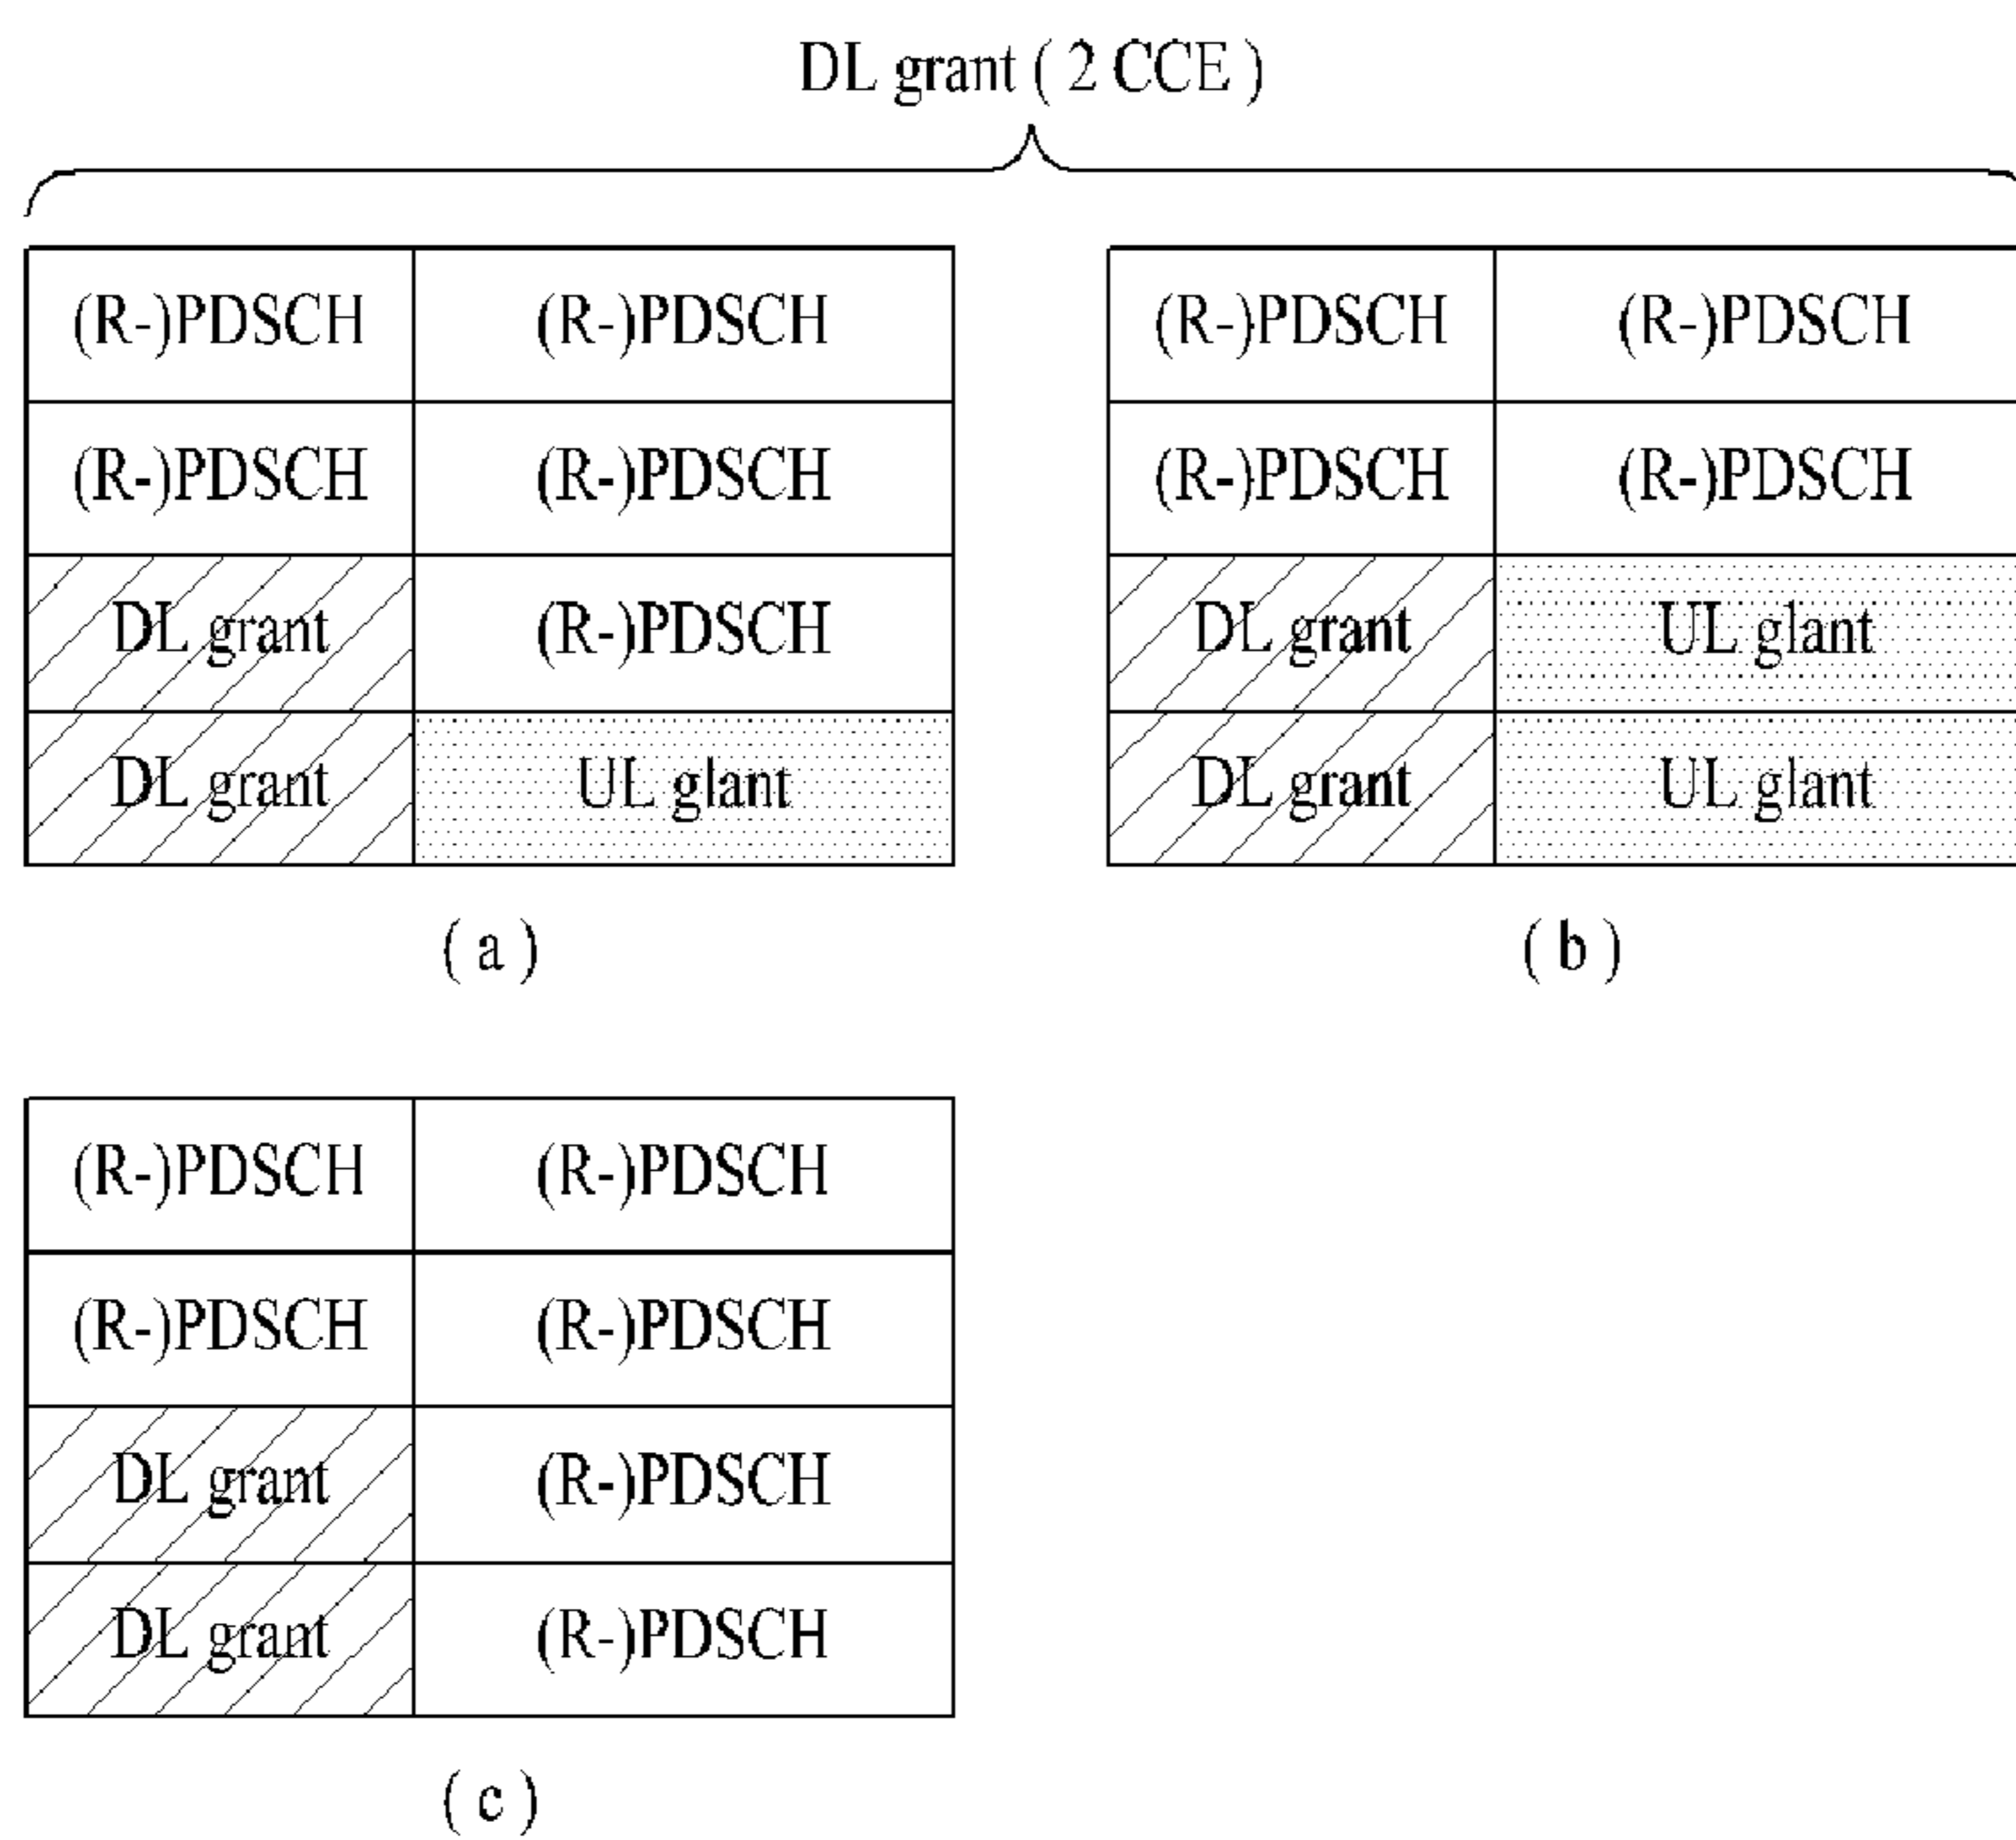 DL grant ( 2 CCE )
(R-)PDSCH (R-)PDSCH
(R-)PDSCH (R-)PDSCH
DL grant (R-)PDSCH
DL grant UL glant
( a )
(R-)PDSCH (R-)PDSCH
(R-)PDSCH (R-)PDSCH
DL grant UL glant
DL grant UL glant
( b )
(R-)PDSCH (R-)PDSCH
(R-)PDSCH (R-)PDSCH
DL grant (R-)PDSCH
DL grant (R-)PDSCH
( c )